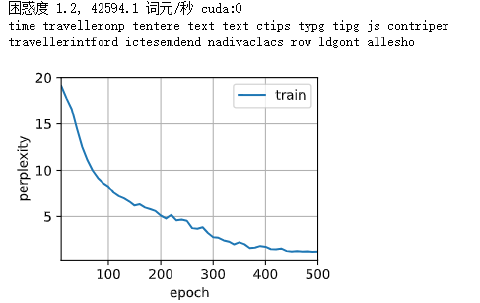 困惑度 1.2, 42594.1 词元/秒 cuda:0
time travelleronp tentere text text ctips typg tipg js contriper
travellerintford ictesemdend nadivaclacs rov ldgont allesho
20
train
15
perplexity
10
5
100 200 300 400 500
epoch